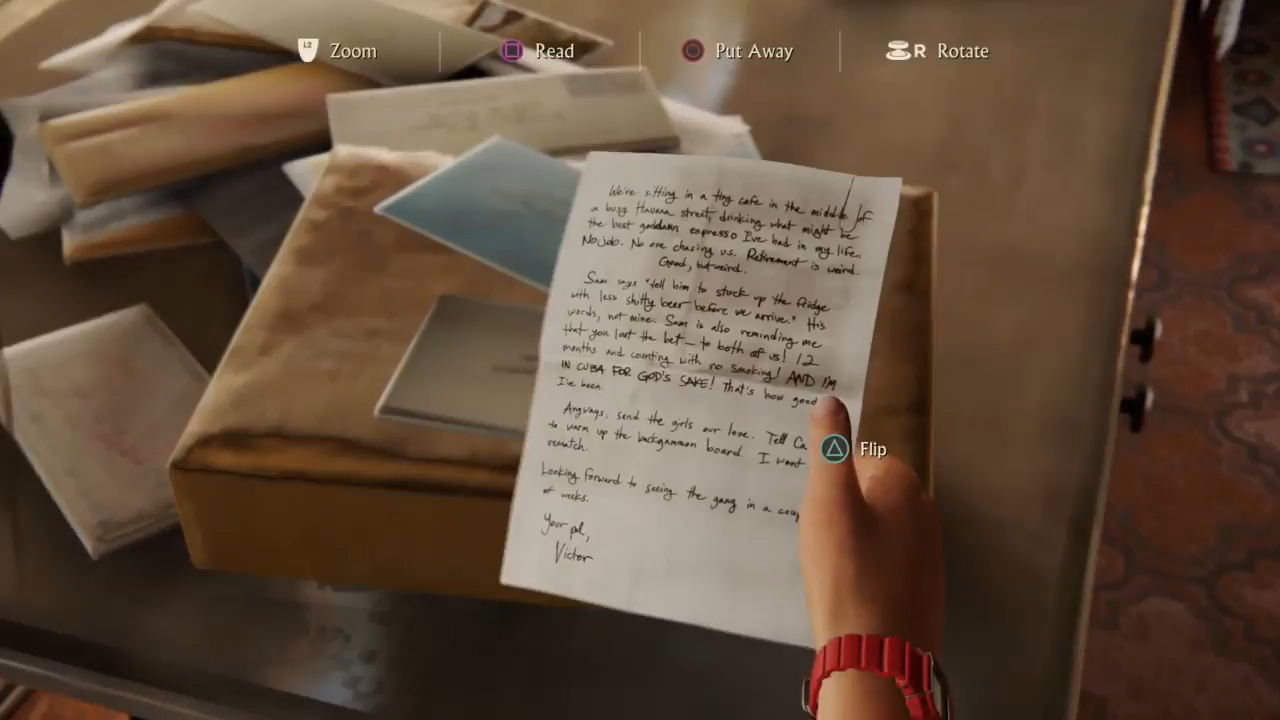 L2 Zoom
Read
Put Away
R Rotate
We're sitting in a tiny cafe in the middle of
a busy Havana street, drinking what might be
the best goddamn espresso I've had in my life.
No job. No one chasing us. Retirement is weird.
Good, but weird.
Sam says "tell him to stock up the fridge
with less shitty beer before we arrive." His
words, not mine. Sam is also reminding me
that you lost the bet – to both of us! 12
months and counting with no smoking! AND I'M
IN CUBA FOR GOD'S SAKE! That's how good
I've been
Anyways, send the girls our love. Tell Ca
to warm up the backgammon board. I want
rematch.
Looking forward to seeing the gang in a coup
of weeks.
Your pal,
Victor
Flip